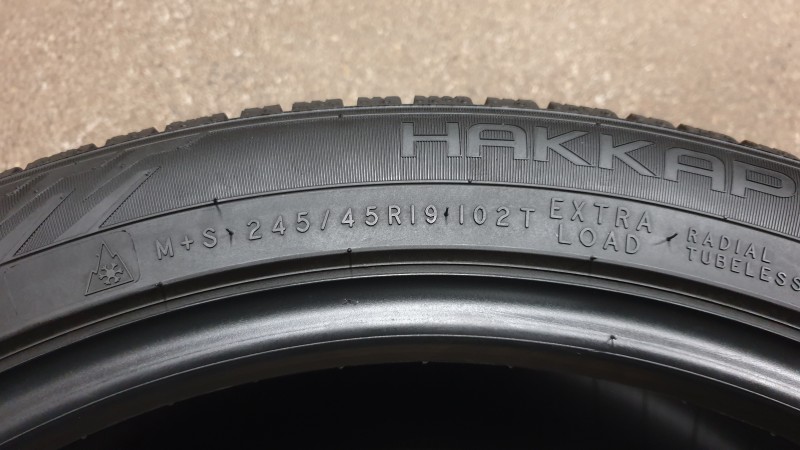 HAKKAP
M+S 245/45R19 102T EXTRA LOAD RADIAL TUBELESS